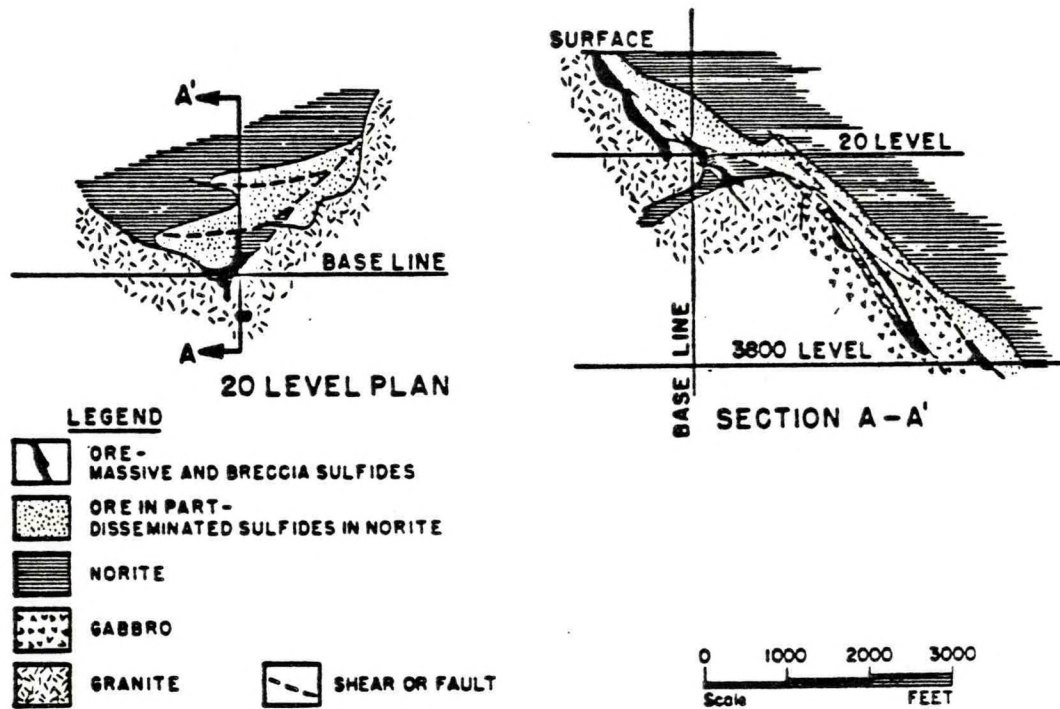 A'
BASE LINE
A
20 LEVEL PLAN
SURFACE
20 LEVEL
BASE LINE
3800 LEVEL
SECTION A-A'
LEGEND
ORE-
MASSIVE AND BRECCIA SULFIDES
ORE IN PART-
DISSEMINATED SULFIDES IN NORITE
NORITE
GABBRO
GRANITE
SHEAR OR FAULT
0 1000 2000 3000
Scale FEET